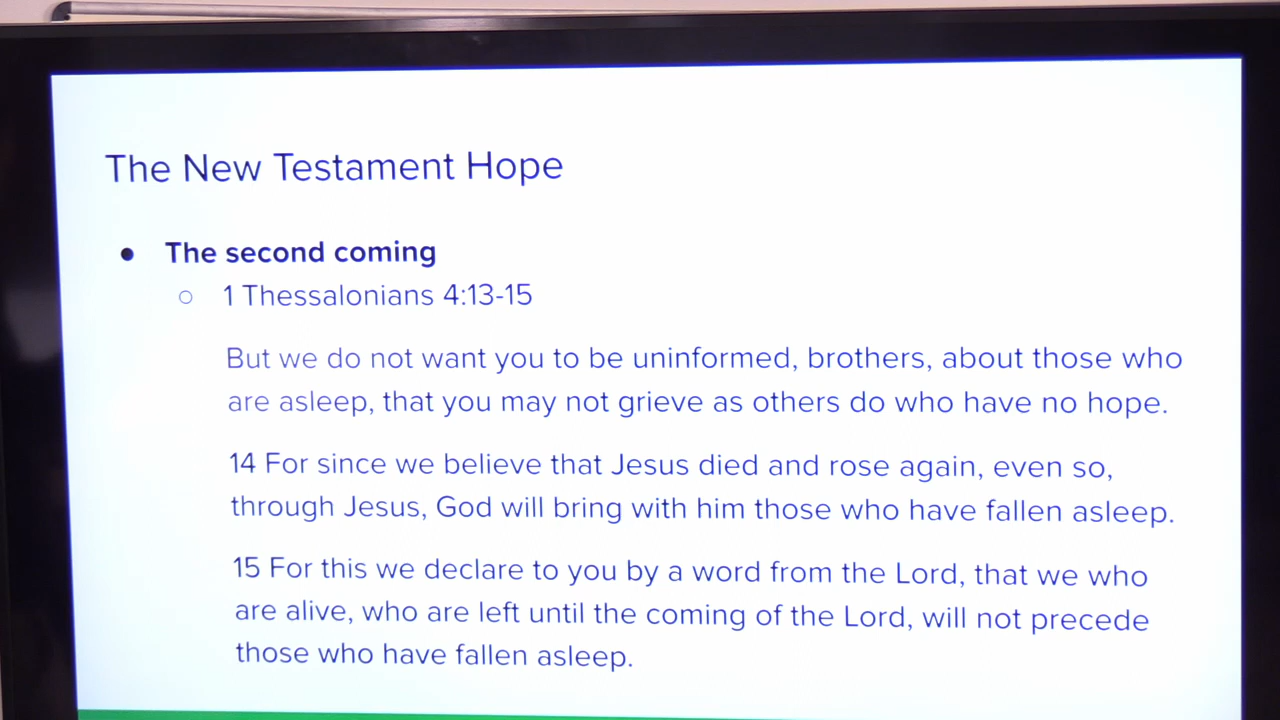 The New Testament Hope
● The second coming
○ 1 Thessalonians 4:13-15
But we do not want you to be uninformed, brothers, about those who
are asleep, that you may not grieve as others do who have no hope.
14 For since we believe that Jesus died and rose again, even so,
through Jesus, God will bring with him those who have fallen asleep.
15 For this we declare to you by a word from the Lord, that we who
are alive, who are left until the coming of the Lord, will not precede
those who have fallen asleep.